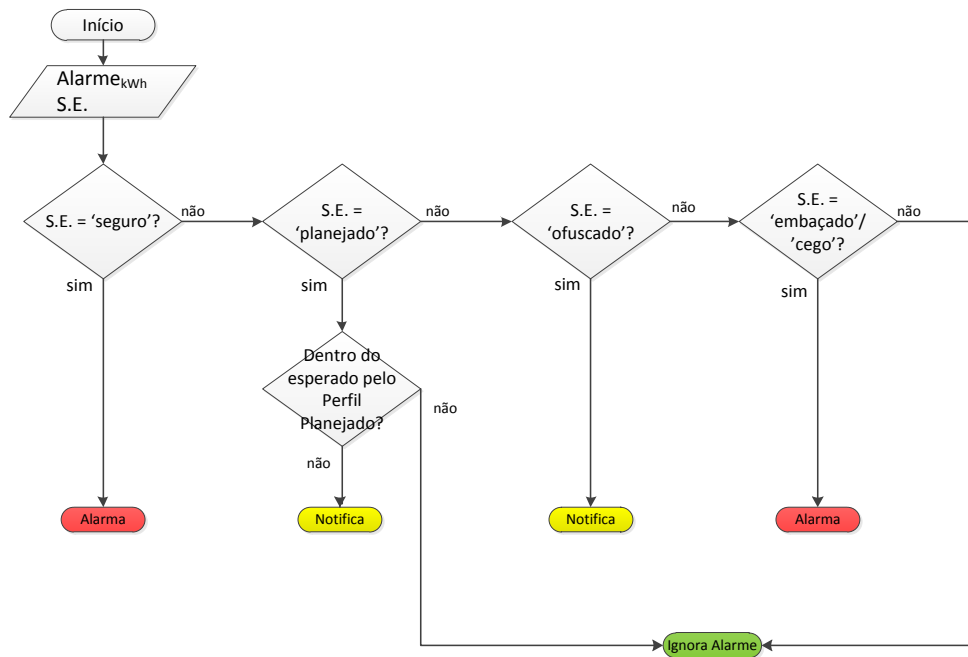 Início
Alarme kWh
S.E.
S.E. = ‘seguro’?
não
S.E. =
‘planejado’?
não
S.E. =
‘ofuscado’?
não
S.E. =
‘embaçado’/
’cego’?
não
sim
sim
sim
sim
Dentro do
esperado pelo
Perfil
Planejado?
não
não
Alarma
Notifica
Notifica
Alarma
Ignora Alarme